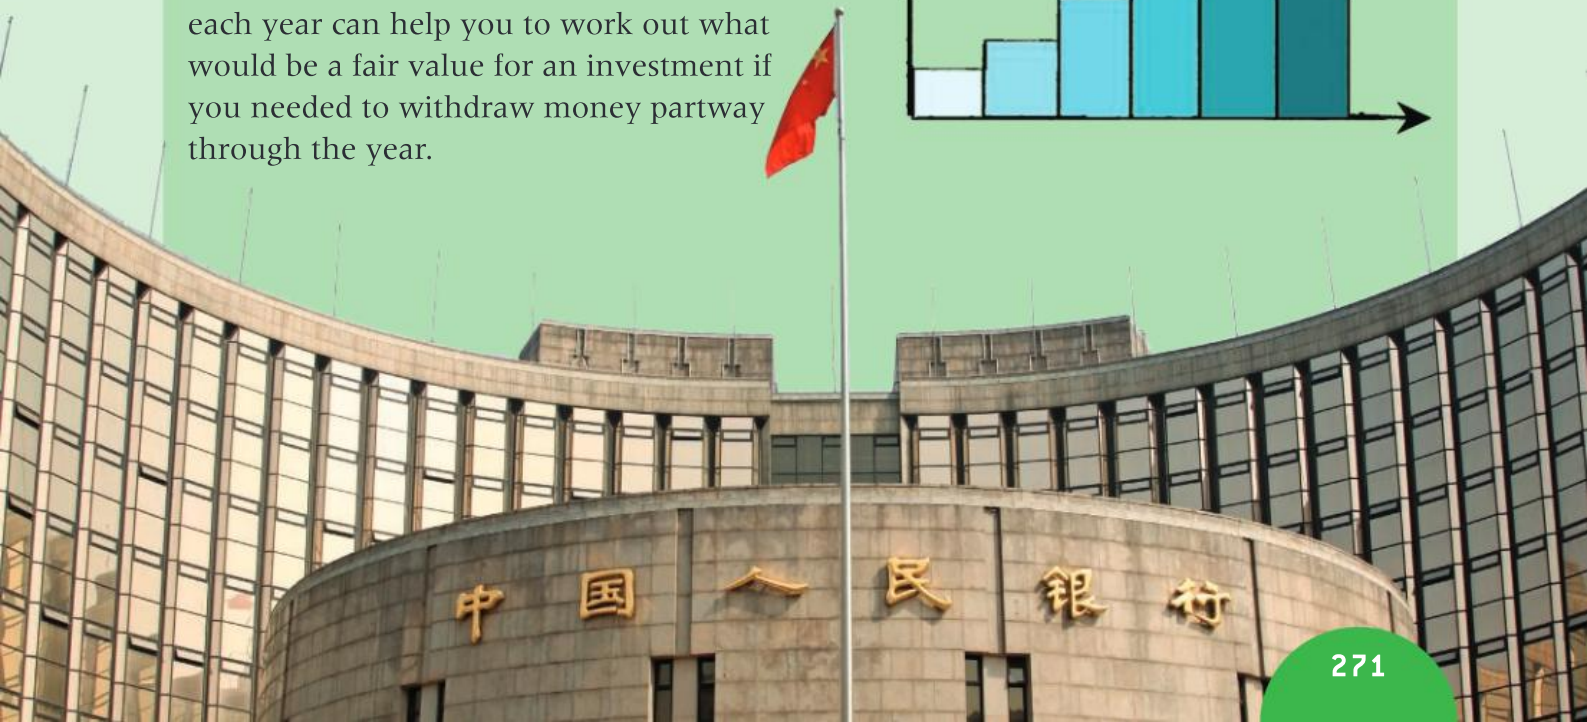 each year can help you to work out what
would be a fair value for an investment if
you needed to withdraw money partway
through the year.
中国人民银行
271